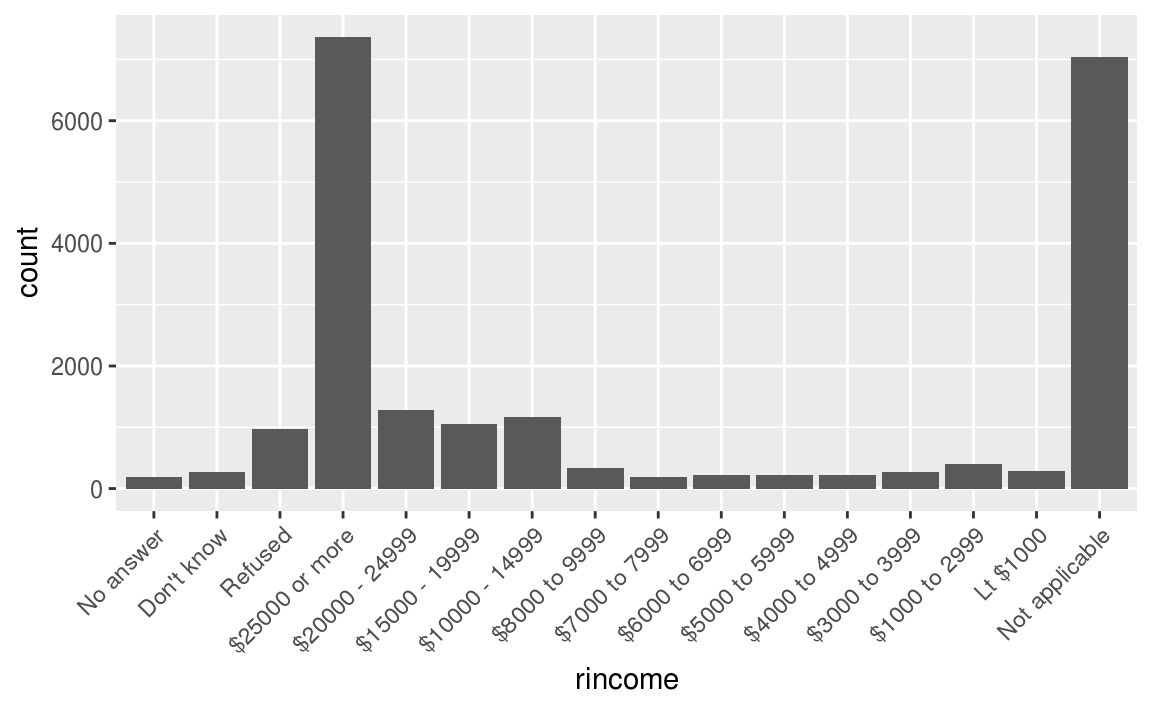 6000
4000
2000
0
count
No answer
Don't know
Refused
$25000 or more
$20000 - 24999
$15000 - 19999
$10000 - 14999
$8000 to 9999
$7000 to 7999
$6000 to 6999
$5000 to 5999
$4000 to 4999
$3000 to 3999
$1000 to 2999
Lt $1000
Not applicable
rincome